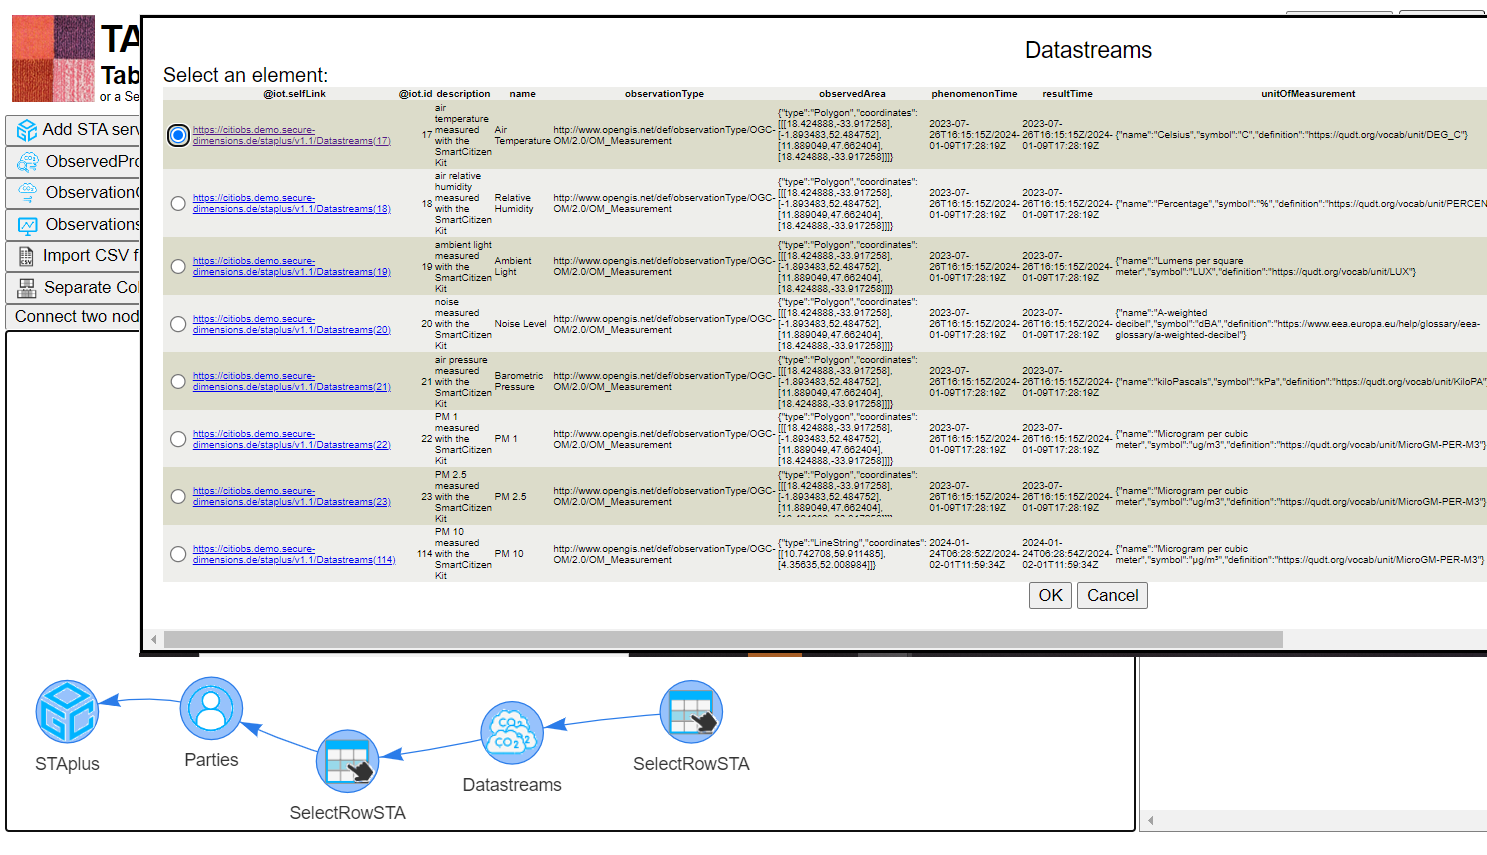 TA
Tab
or a Se
Add STA serv
ObservedPro
ObservationG
Observations
Import CSV f
Separate Col
Connect two nod
Datastreams
Select an element:
@iot.selfLink @iot.id description name observationType observedArea phenomenonTime resultTime unitOfMeasurement
https://citiobs.demo.secure-dimensions.de/staplus/v1.1/Datastreams(17) 17 air temperature measured with the SmartCitizen Kit Air Temperature http://www.opengis.net/def/observationType/OGC-OM/2.0/OM_Measurement {"type":"Polygon","coordinates":[[[18.424888,-33.917258],[-1.893483,52.484752],[11.889049,47.662404],[18.424888,-33.917258]]]} 2023-07-26T16:15:15Z/2024-01-09T17:28:19Z 2023-07-26T16:15:15Z/2024-01-09T17:28:19Z {"name":"Celsius","symbol":"C","definition":"https://qudt.org/vocab/unit/DEG_C"}
https://citiobs.demo.secure-dimensions.de/staplus/v1.1/Datastreams(18) 18 air relative humidity measured with the SmartCitizen Kit Relative Humidity http://www.opengis.net/def/observationType/OGC-OM/2.0/OM_Measurement {"type":"Polygon","coordinates":[[[18.424888,-33.917258],[-1.893483,52.484752],[11.889049,47.662404],[18.424888,-33.917258]]]} 2023-07-26T16:15:15Z/2024-01-09T17:28:19Z 2023-07-26T16:15:15Z/2024-01-09T17:28:19Z {"name":"Percentage","symbol":"%","definition":"https://qudt.org/vocab/unit/PERCEN
https://citiobs.demo.secure-dimensions.de/staplus/v1.1/Datastreams(19) 19 ambient light measured with the SmartCitizen Kit Ambient Light http://www.opengis.net/def/observationType/OGC-OM/2.0/OM_Measurement {"type":"Polygon","coordinates":[[[18.424888,-33.917258],[-1.893483,52.484752],[11.889049,47.662404],[18.424888,-33.917258]]]} 2023-07-26T16:15:15Z/2024-01-09T17:28:19Z 2023-07-26T16:15:15Z/2024-01-09T17:28:19Z {"name":"Lumens per square meter","symbol":"LUX","definition":"https://qudt.org/vocab/unit/LUX"}
https://citiobs.demo.secure-dimensions.de/staplus/v1.1/Datastreams(20) 20 noise measured with the SmartCitizen Kit Noise Level http://www.opengis.net/def/observationType/OGC-OM/2.0/OM_Measurement {"type":"Polygon","coordinates":[[[18.424888,-33.917258],[-1.893483,52.484752],[11.889049,47.662404],[18.424888,-33.917258]]]} 2023-07-26T16:15:15Z/2024-01-09T17:28:19Z 2023-07-26T16:15:15Z/2024-01-09T17:28:19Z {"name":"A-weighted decibel","symbol":"dBA","definition":"https://www.eea.europa.eu/help/glossary/eea-glossary/a-weighted-decibel"}
https://citiobs.demo.secure-dimensions.de/staplus/v1.1/Datastreams(21) 21 air pressure measured with the SmartCitizen Kit Barometric Pressure http://www.opengis.net/def/observationType/OGC-OM/2.0/OM_Measurement {"type":"Polygon","coordinates":[[[18.424888,-33.917258],[-1.893483,52.484752],[11.889049,47.662404],[18.424888,-33.917258]]]} 2023-07-26T16:15:15Z/2024-01-09T17:28:19Z 2023-07-26T16:15:15Z/2024-01-09T17:28:19Z {"name":"kiloPascals","symbol":"kPa","definition":"https://qudt.org/vocab/unit/KiloPA"}
https://citiobs.demo.secure-dimensions.de/staplus/v1.1/Datastreams(22) 22 PM 1 measured with the SmartCitizen Kit PM 1 http://www.opengis.net/def/observationType/OGC-OM/2.0/OM_Measurement {"type":"Polygon","coordinates":[[[18.424888,-33.917258],[-1.893483,52.484752],[11.889049,47.662404],[18.424888,-33.917258]]]} 2023-07-26T16:15:15Z/2024-01-09T17:28:19Z 2023-07-26T16:15:15Z/2024-01-09T17:28:19Z {"name":"Microgram per cubic meter","symbol":"ug/m3","definition":"https://qudt.org/vocab/unit/MicroGM-PER-M3"}
https://citiobs.demo.secure-dimensions.de/staplus/v1.1/Datastreams(23) 23 PM 2.5 measured with the SmartCitizen Kit PM 2.5 http://www.opengis.net/def/observationType/OGC-OM/2.0/OM_Measurement {"type":"Polygon","coordinates":[[[18.424888,-33.917258],[-1.893483,52.484752],[11.889049,47.662404], 2023-07-26T16:15:15Z/2024-01-09T17:28:19Z 2023-07-26T16:15:15Z/2024-01-09T17:28:19Z {"name":"Microgram per cubic meter","symbol":"ug/m3","definition":"https://qudt.org/vocab/unit/MicroGM-PER-M3"}
https://citiobs.demo.secure-dimensions.de/staplus/v1.1/Datastreams(114) 114 PM 10 measured with the SmartCitizen Kit PM 10 http://www.opengis.net/def/observationType/OGC-OM/2.0/OM_Measurement {"type":"LineString","coordinates":[[10.742708,59.911485],[4.35635,52.008984]]} 2024-01-24T06:28:52Z/2024-02-01T11:59:34Z 2024-01-24T06:28:54Z/2024-02-01T11:59:34Z {"name":"Microgram per cubic meter","symbol":"µg/m³","definition":"https://qudt.org/vocab/unit/MicroGM-PER-M3"}
OK Cancel
STAplus
Parties
SelectRowSTA
Datastreams
SelectRowSTA